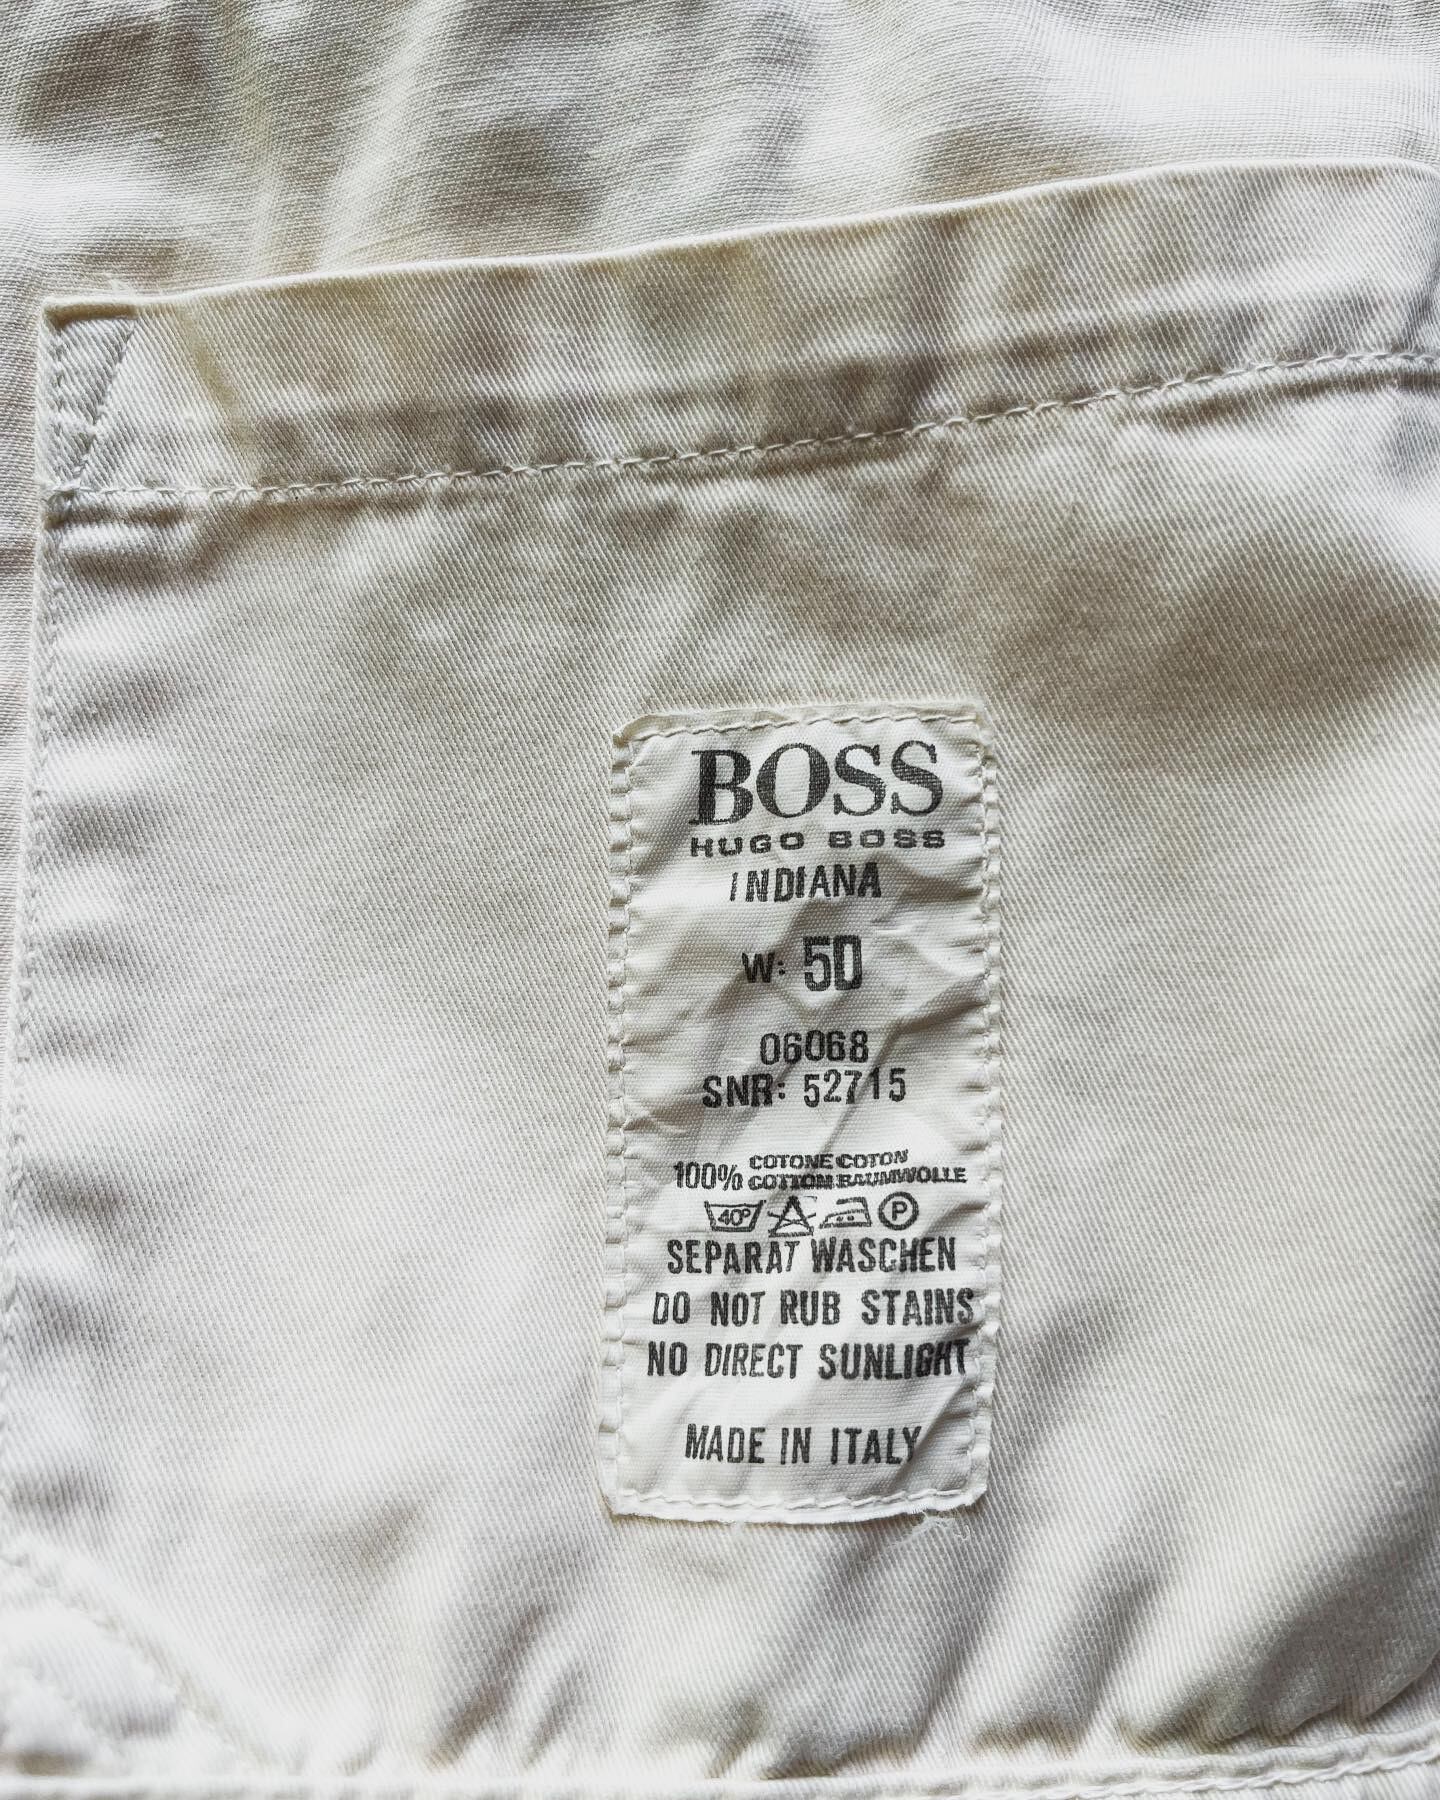 BOSS
HUGO BOSS
INDIANA
W: 50
06068
SNR: 52715
100% COTONE COTON
COTTON BAUMWOLLE
40° P
SEPARAT WASCHEN
DO NOT RUB STAINS
NO DIRECT SUNLIGHT
MADE IN ITALY